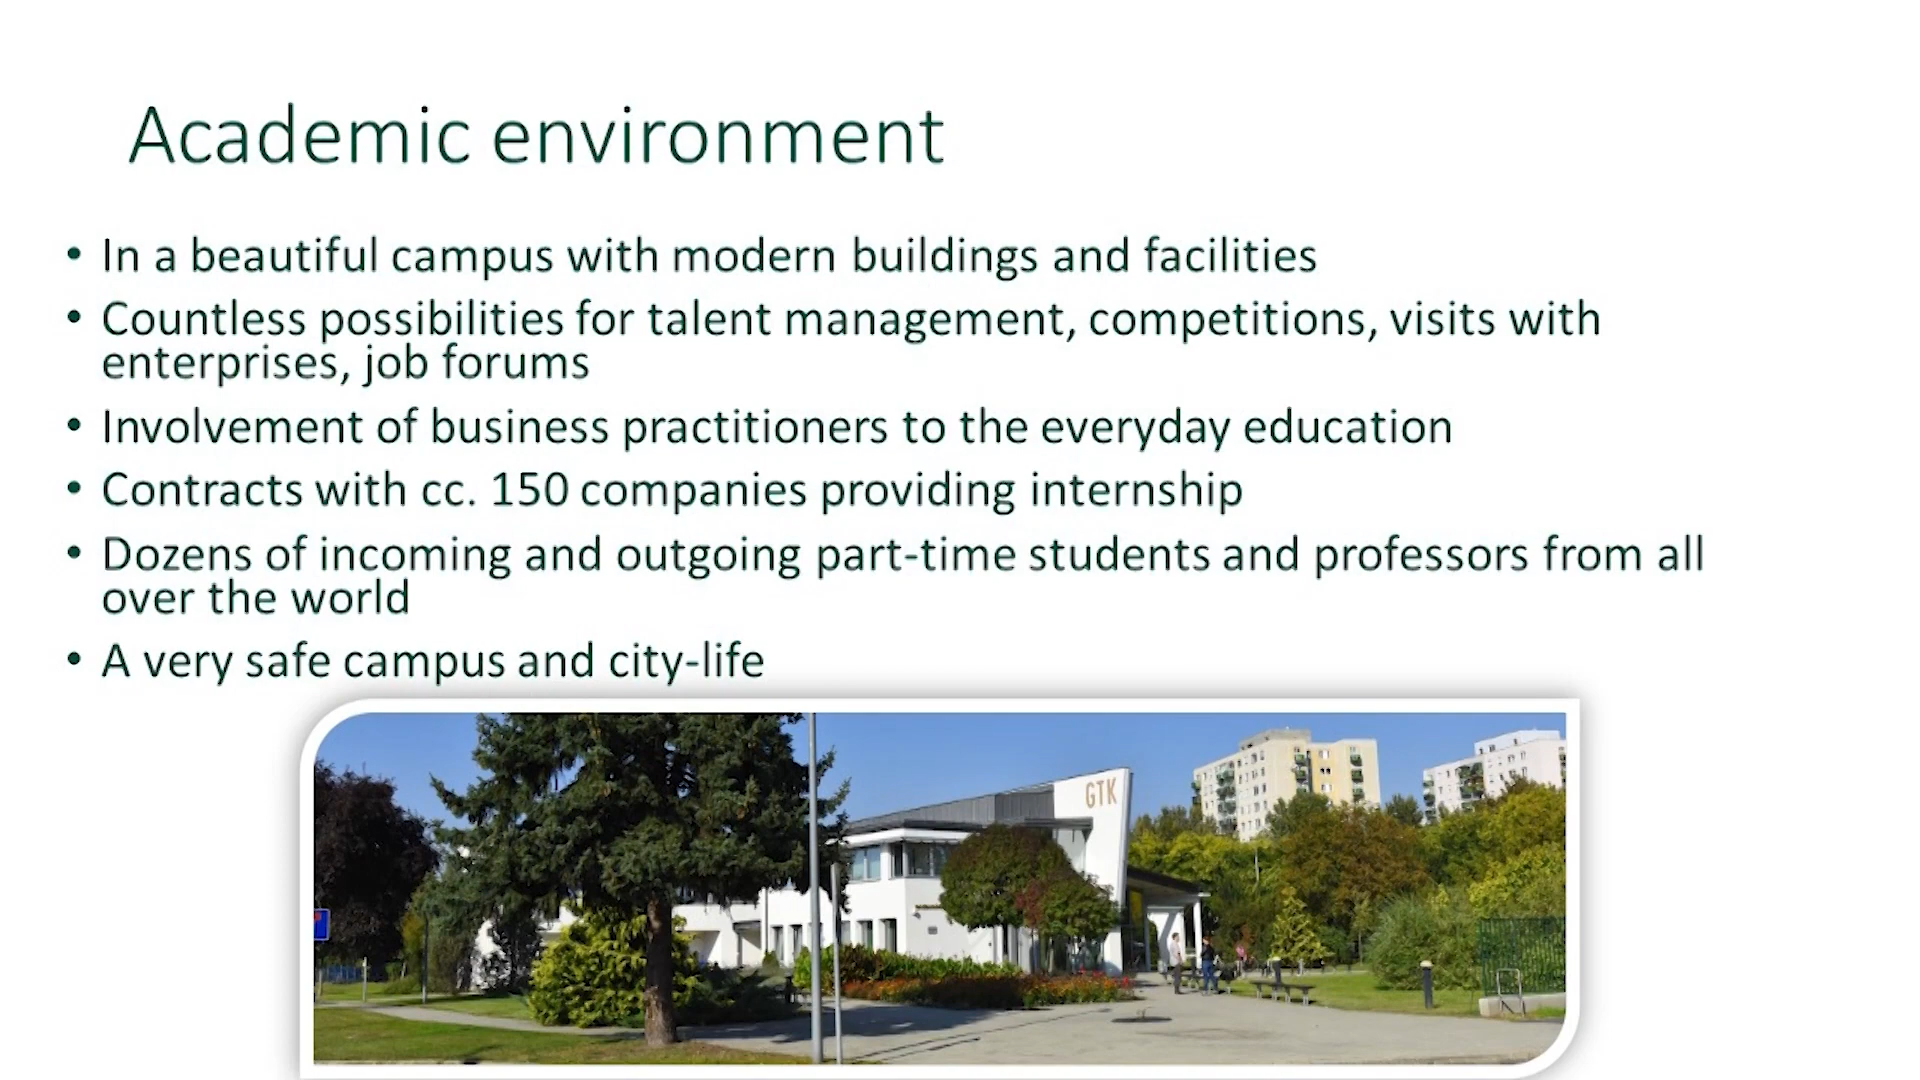 Academic environment
• In a beautiful campus with modern buildings and facilities
• Countless possibilities for talent management, competitions, visits with
enterprises, job forums
• Involvement of business practitioners to the everyday education
• Contracts with cc. 150 companies providing internship
• Dozens of incoming and outgoing part-time students and professors from all
over the world
• A very safe campus and city-life
GTK